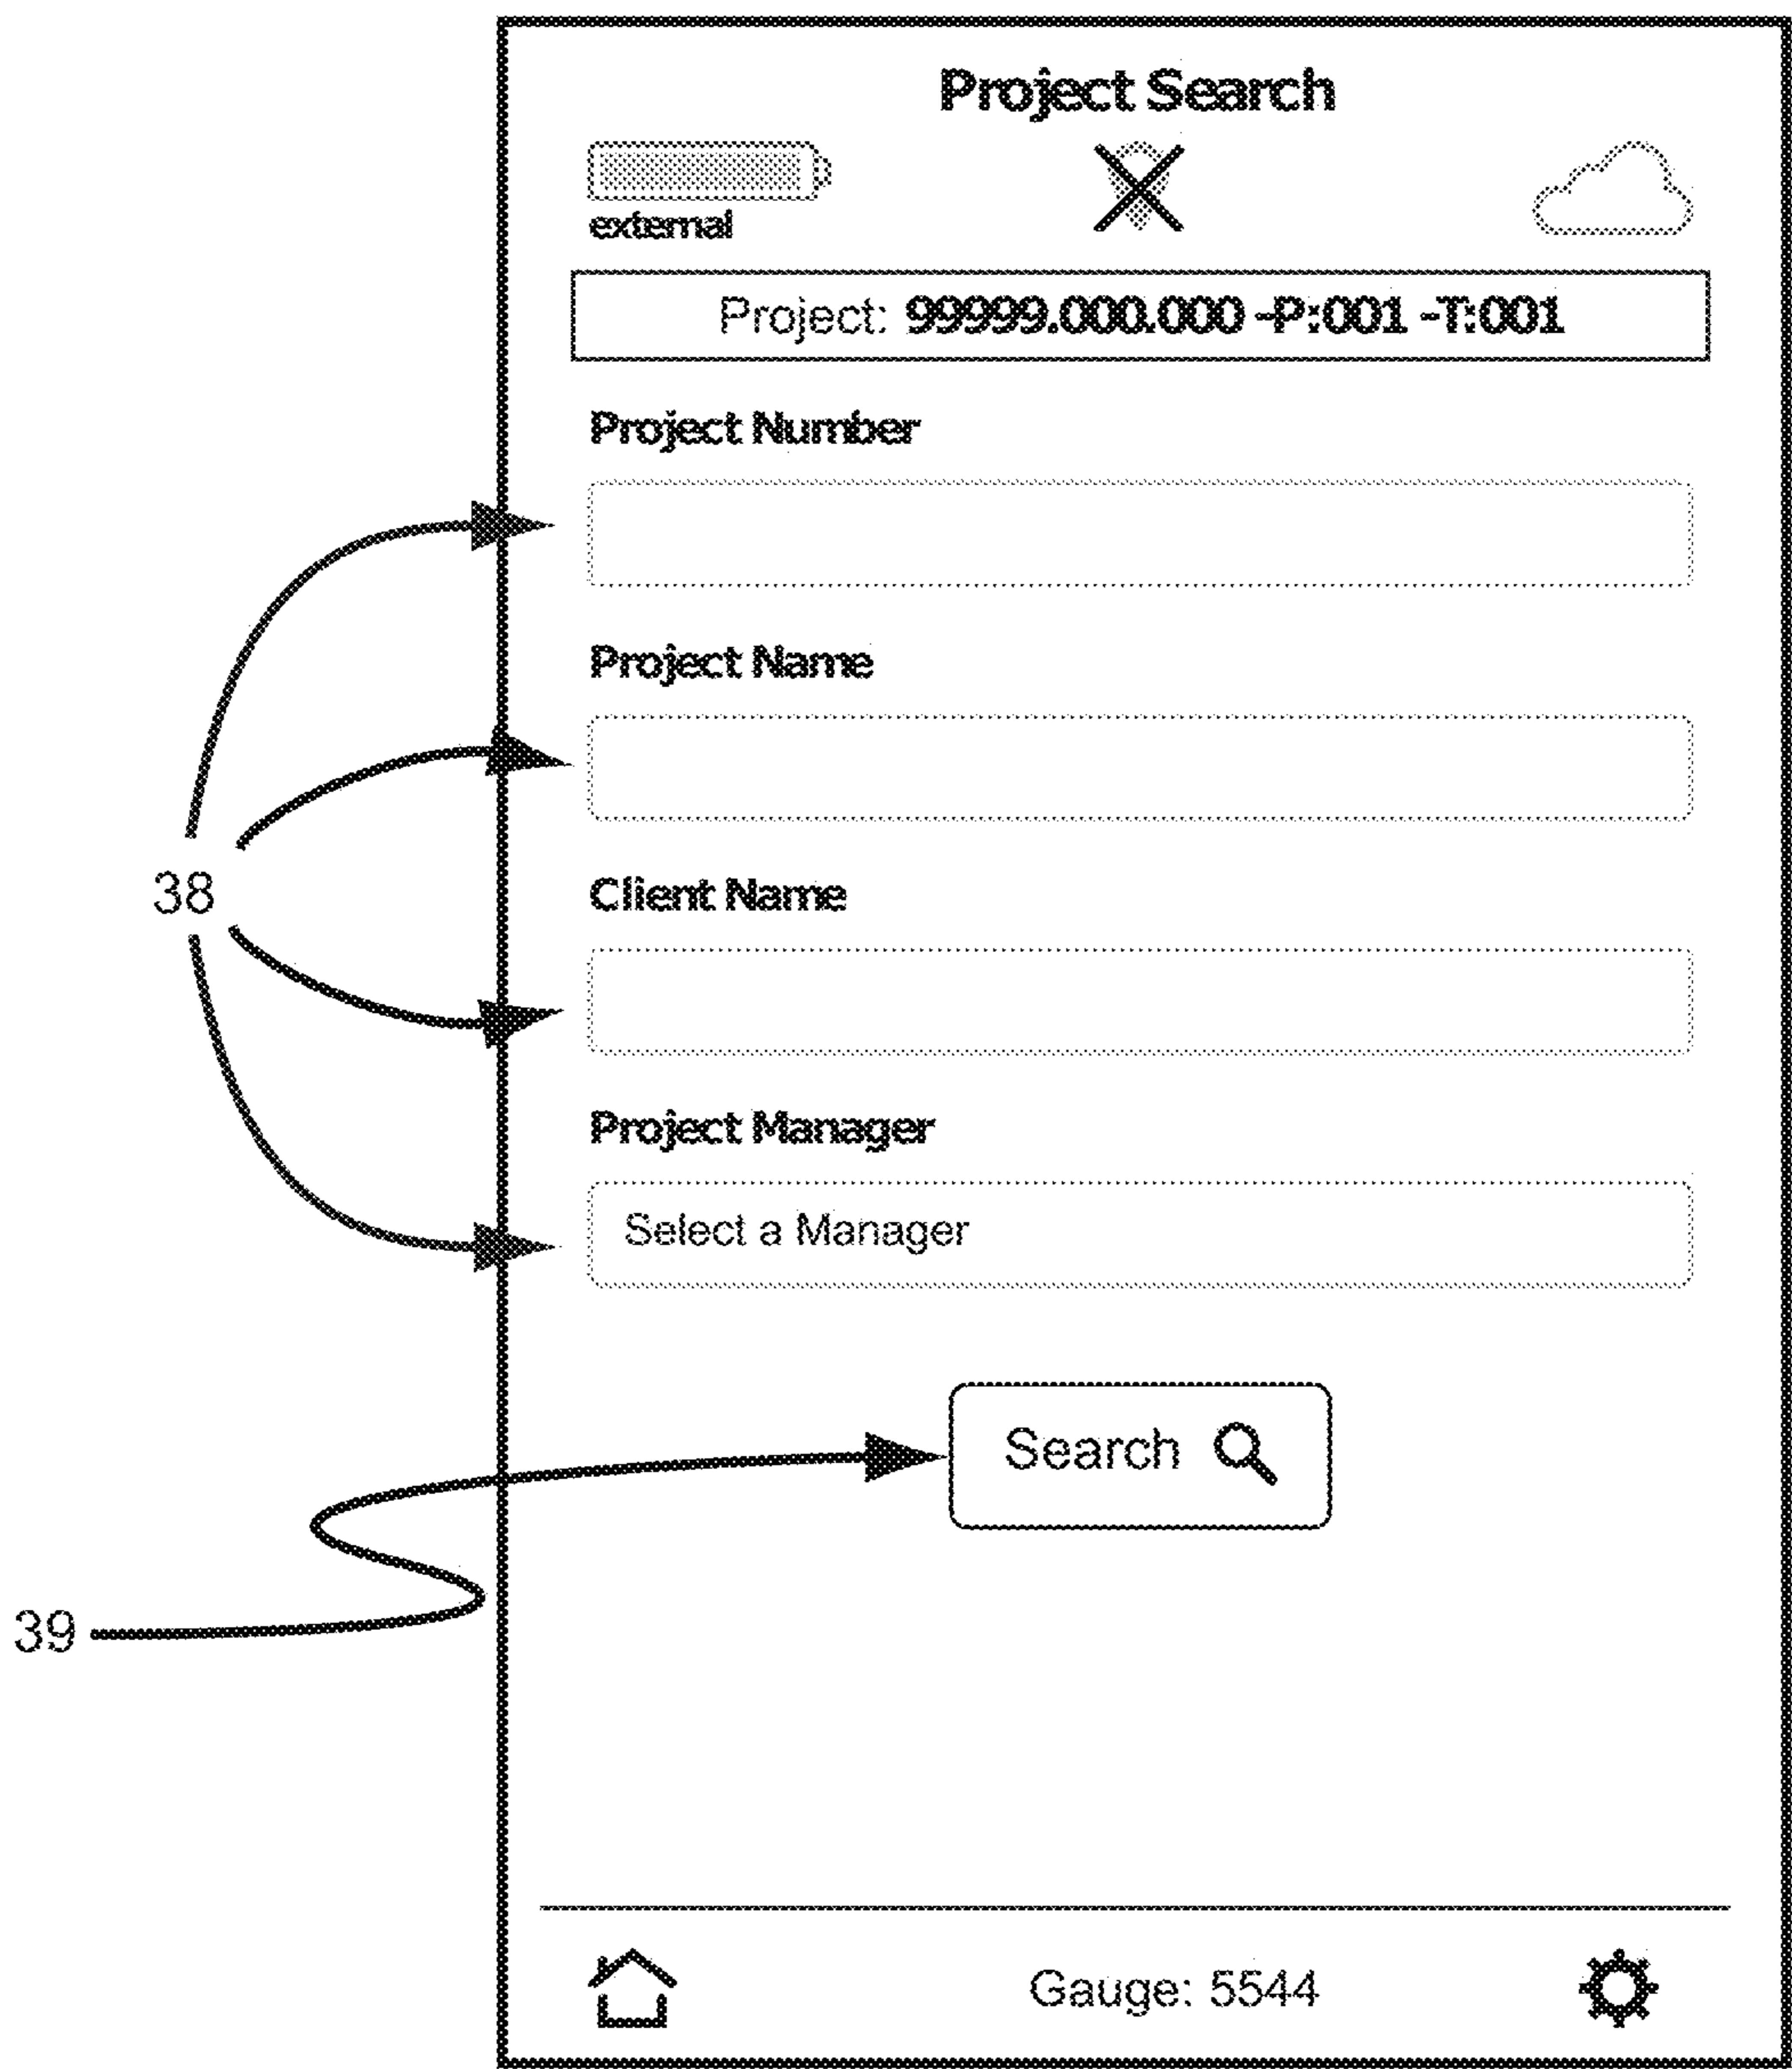 Project Search
external
Project: 99999.000.000 -P:001 -T:001
Project Number
Project Name
38
Client Name
Project Manager
Select a Manager
Search
39
Gauge: 5544